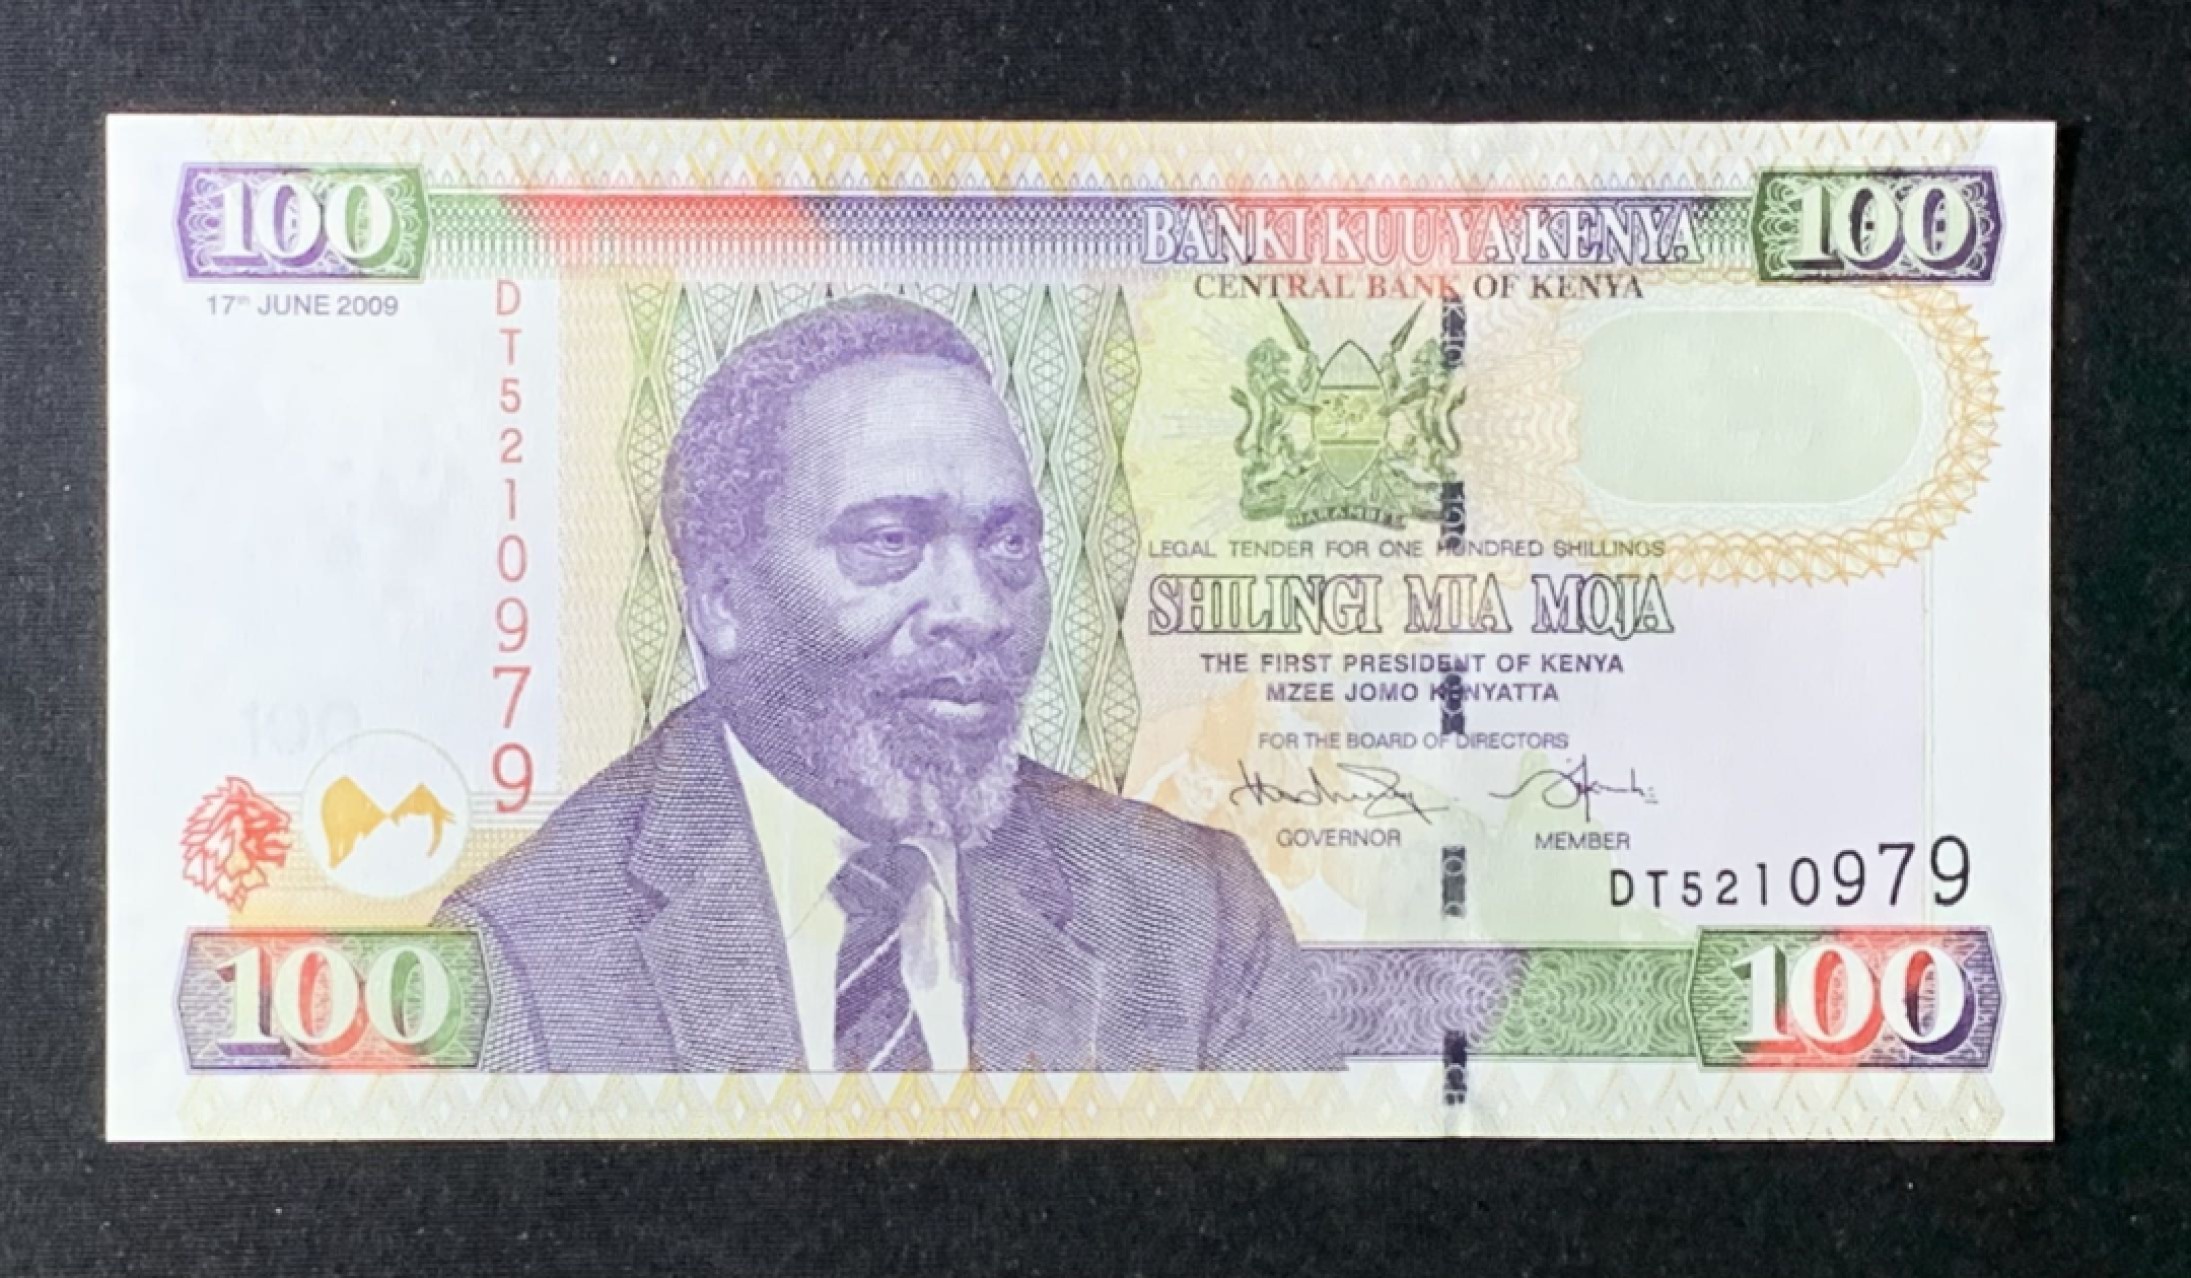 100
BANKI KUU YA KENYA
100
CENTRAL BANK OF KENYA
17th JUNE 2009
DT5210979
HARAMBEE
LEGAL TENDER FOR ONE HUNDRED SHILLINGS
SHILINGI MIA MOJA
THE FIRST PRESIDENT OF KENYA
MZEE JOMO KENYATTA
100
FOR THE BOARD OF DIRECTORS
GOVERNOR
MEMBER
DT5210979
100
100